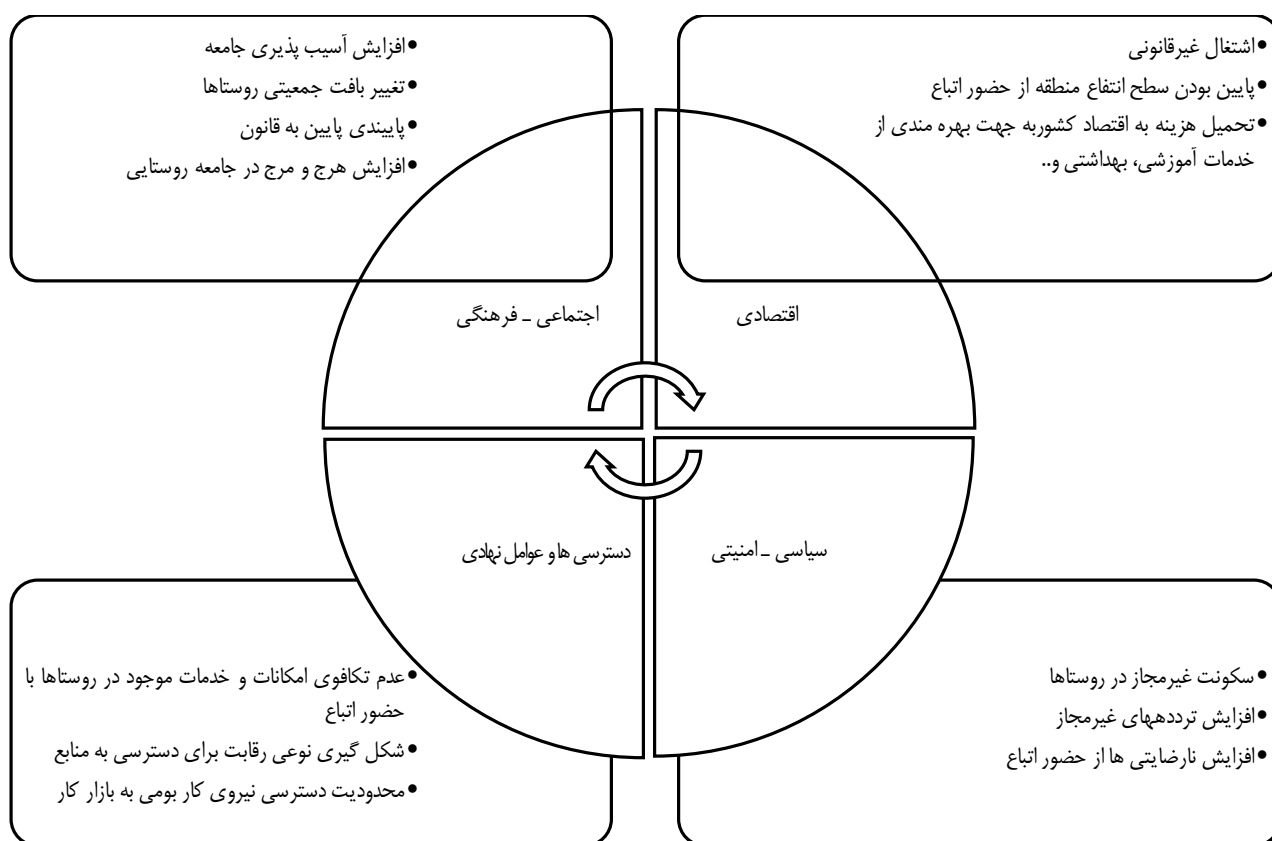 •اشتغال غیرقانونی
•پایین بودن سطح انتفاع منطقه از حضور اتباع
•تحمیل هزینه به اقتصاد کشوربه جهت بهره مندی از
خدمات آموزشی، بهداشتی و..
•افزایش آسیب پذیری جامعه
•تغییر بافت جمعیتی روستاها
•پاییندی پایین به قانون
•افزایش هرج و مرج در جامعه روستایی
اقتصادی
اجتماعی ـ فرهنگی
سیاسی ـ امنیتی
دسترسی ها و عوامل نهادی
•سکونت غیرمجاز در روستاها
•افزایش ترددهای غیرمجاز
•افزایش نارضایتی ها از حضور اتباع
•عدم تکافوی امکانات و خدمات موجود در روستاها با
حضور اتباع
•شکل گیری نوعی رقابت برای دسترسی به منابع
•محدودیت دسترسی نیروی کار بومی به بازار کار